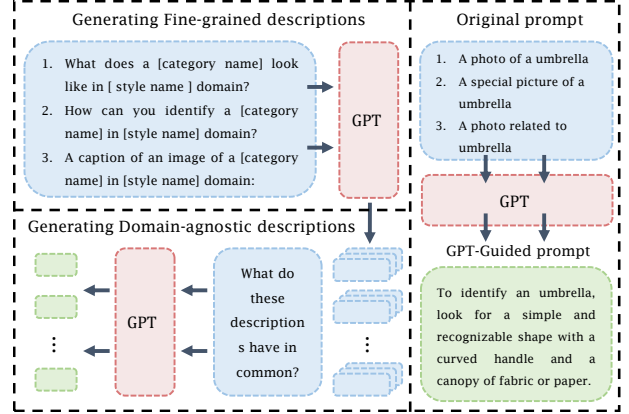 Generating Fine-grained descriptions
1. What does a [category name] look
like in [ style name ] domain?
2. How can you identify a [category
name] in [style name] domain?
3. A caption of an image of a [category
name] in [style name] domain:
GPT
Generating Domain-agnostic descriptions
GPT
What do
these
description
s have in
common?
Original prompt
1. A photo of a umbrella
2. A special picture of a
umbrella
3. A photo related to
umbrella
GPT
GPT-Guided prompt
To identify an umbrella,
look for a simple and
recognizable shape with a
curved handle and a
canopy of fabric or paper.